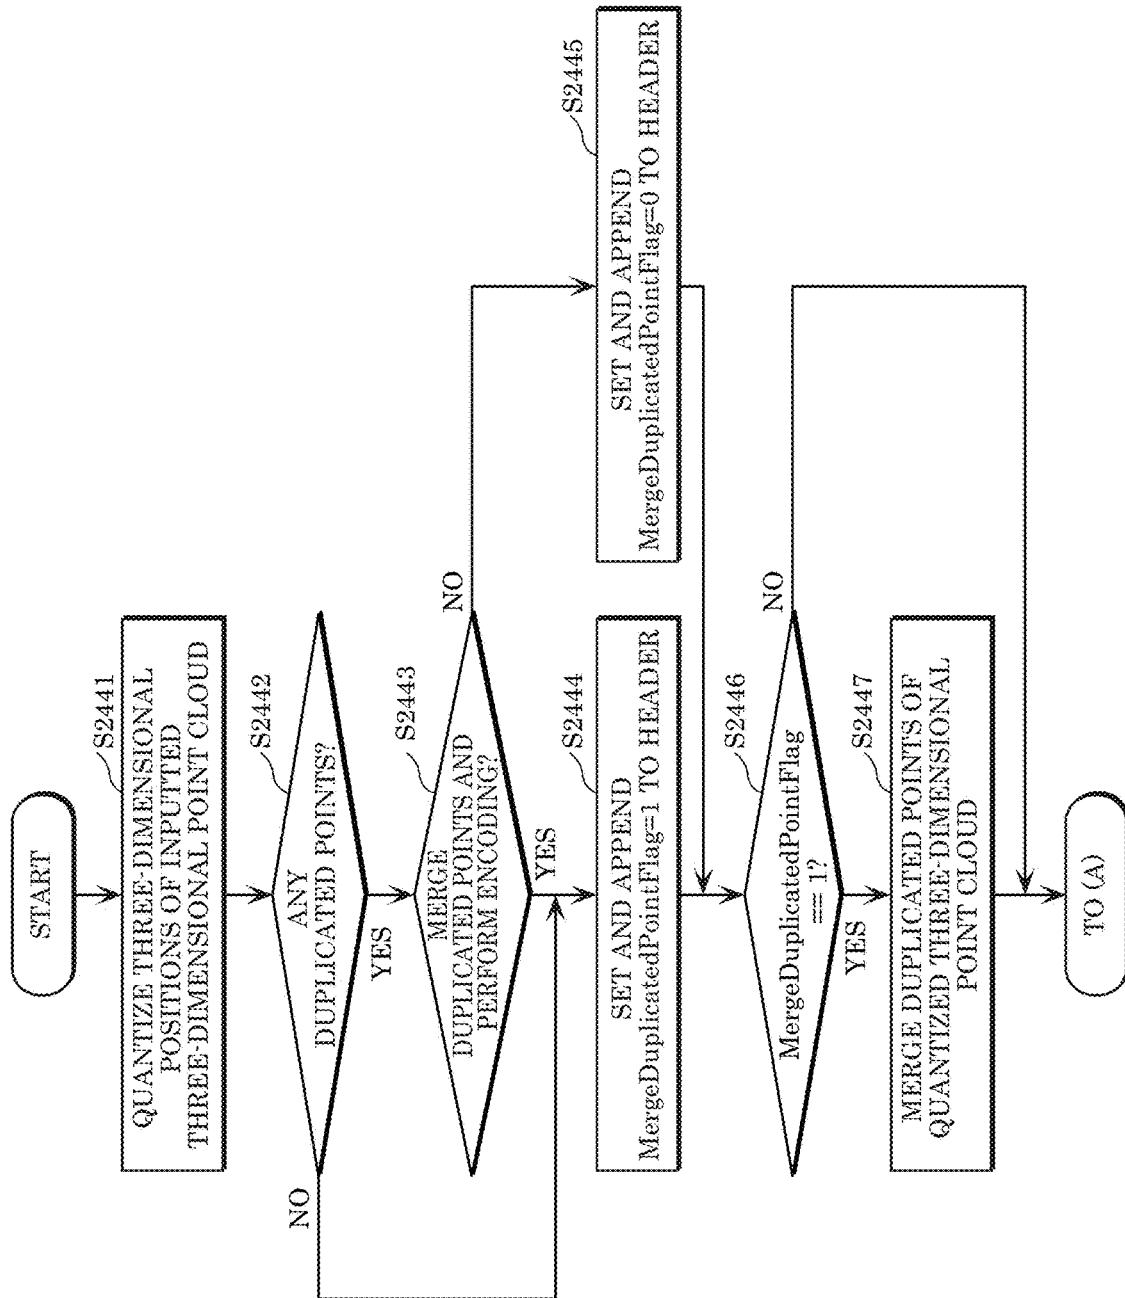 START
S2441
QUANTIZE THREE-DIMENSIONAL
POSITIONS OF INPUTTED
THREE-DIMENSIONAL POINT CLOUD
S2442
ANY
DUPLICATED POINTS?
NO
YES
S2443
MERGE
DUPLICATED POINTS AND
PERFORM ENCODING?
NO
YES
S2444
SET AND APPEND
MergeDuplicatedPointFlag=1 TO HEADER
S2445
SET AND APPEND
MergeDuplicatedPointFlag=0 TO HEADER
S2446
MergeDuplicatedPointFlag
== 1?
NO
YES
S2447
MERGE DUPLICATED POINTS OF
QUANTIZED THREE-DIMENSIONAL
POINT CLOUD
TO (A)